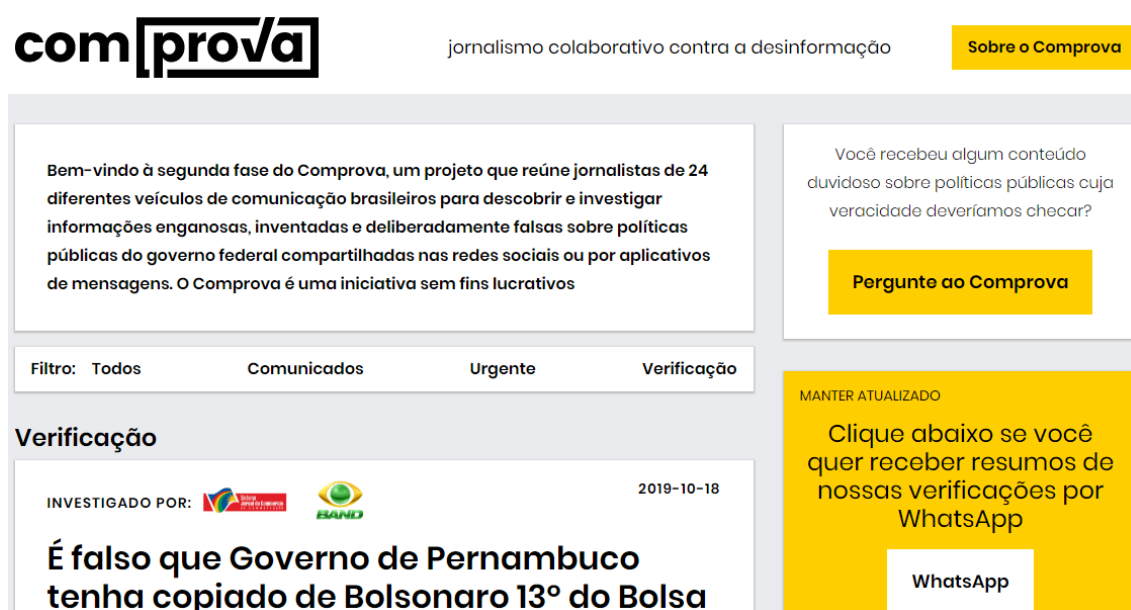 comprova
jornalismo colaborativo contra a desinformação
Sobre o Comprova
Bem-vindo à segunda fase do Comprova, um projeto que reúne jornalistas de 24
diferentes veículos de comunicação brasileiros para descobrir e investigar
informações enganosas, inventadas e deliberadamente falsas sobre políticas
públicas do governo federal compartilhadas nas redes sociais ou por aplicativos
de mensagens. O Comprova é uma iniciativa sem fins lucrativos
Você recebeu algum conteúdo
duvidoso sobre políticas públicas cuja
veracidade deveríamos checar?
Pergunte ao Comprova
Filtro: Todos Comunicados Urgente Verificação
Verificação
INVESTIGADO POR:
BAND
2019-10-18
É falso que Governo de Pernambuco
tenha copiado de Bolsonaro 13º do Bolsa
MANTER ATUALIZADO
Clique abaixo se você
quer receber resumos de
nossas verificações por
WhatsApp
WhatsApp